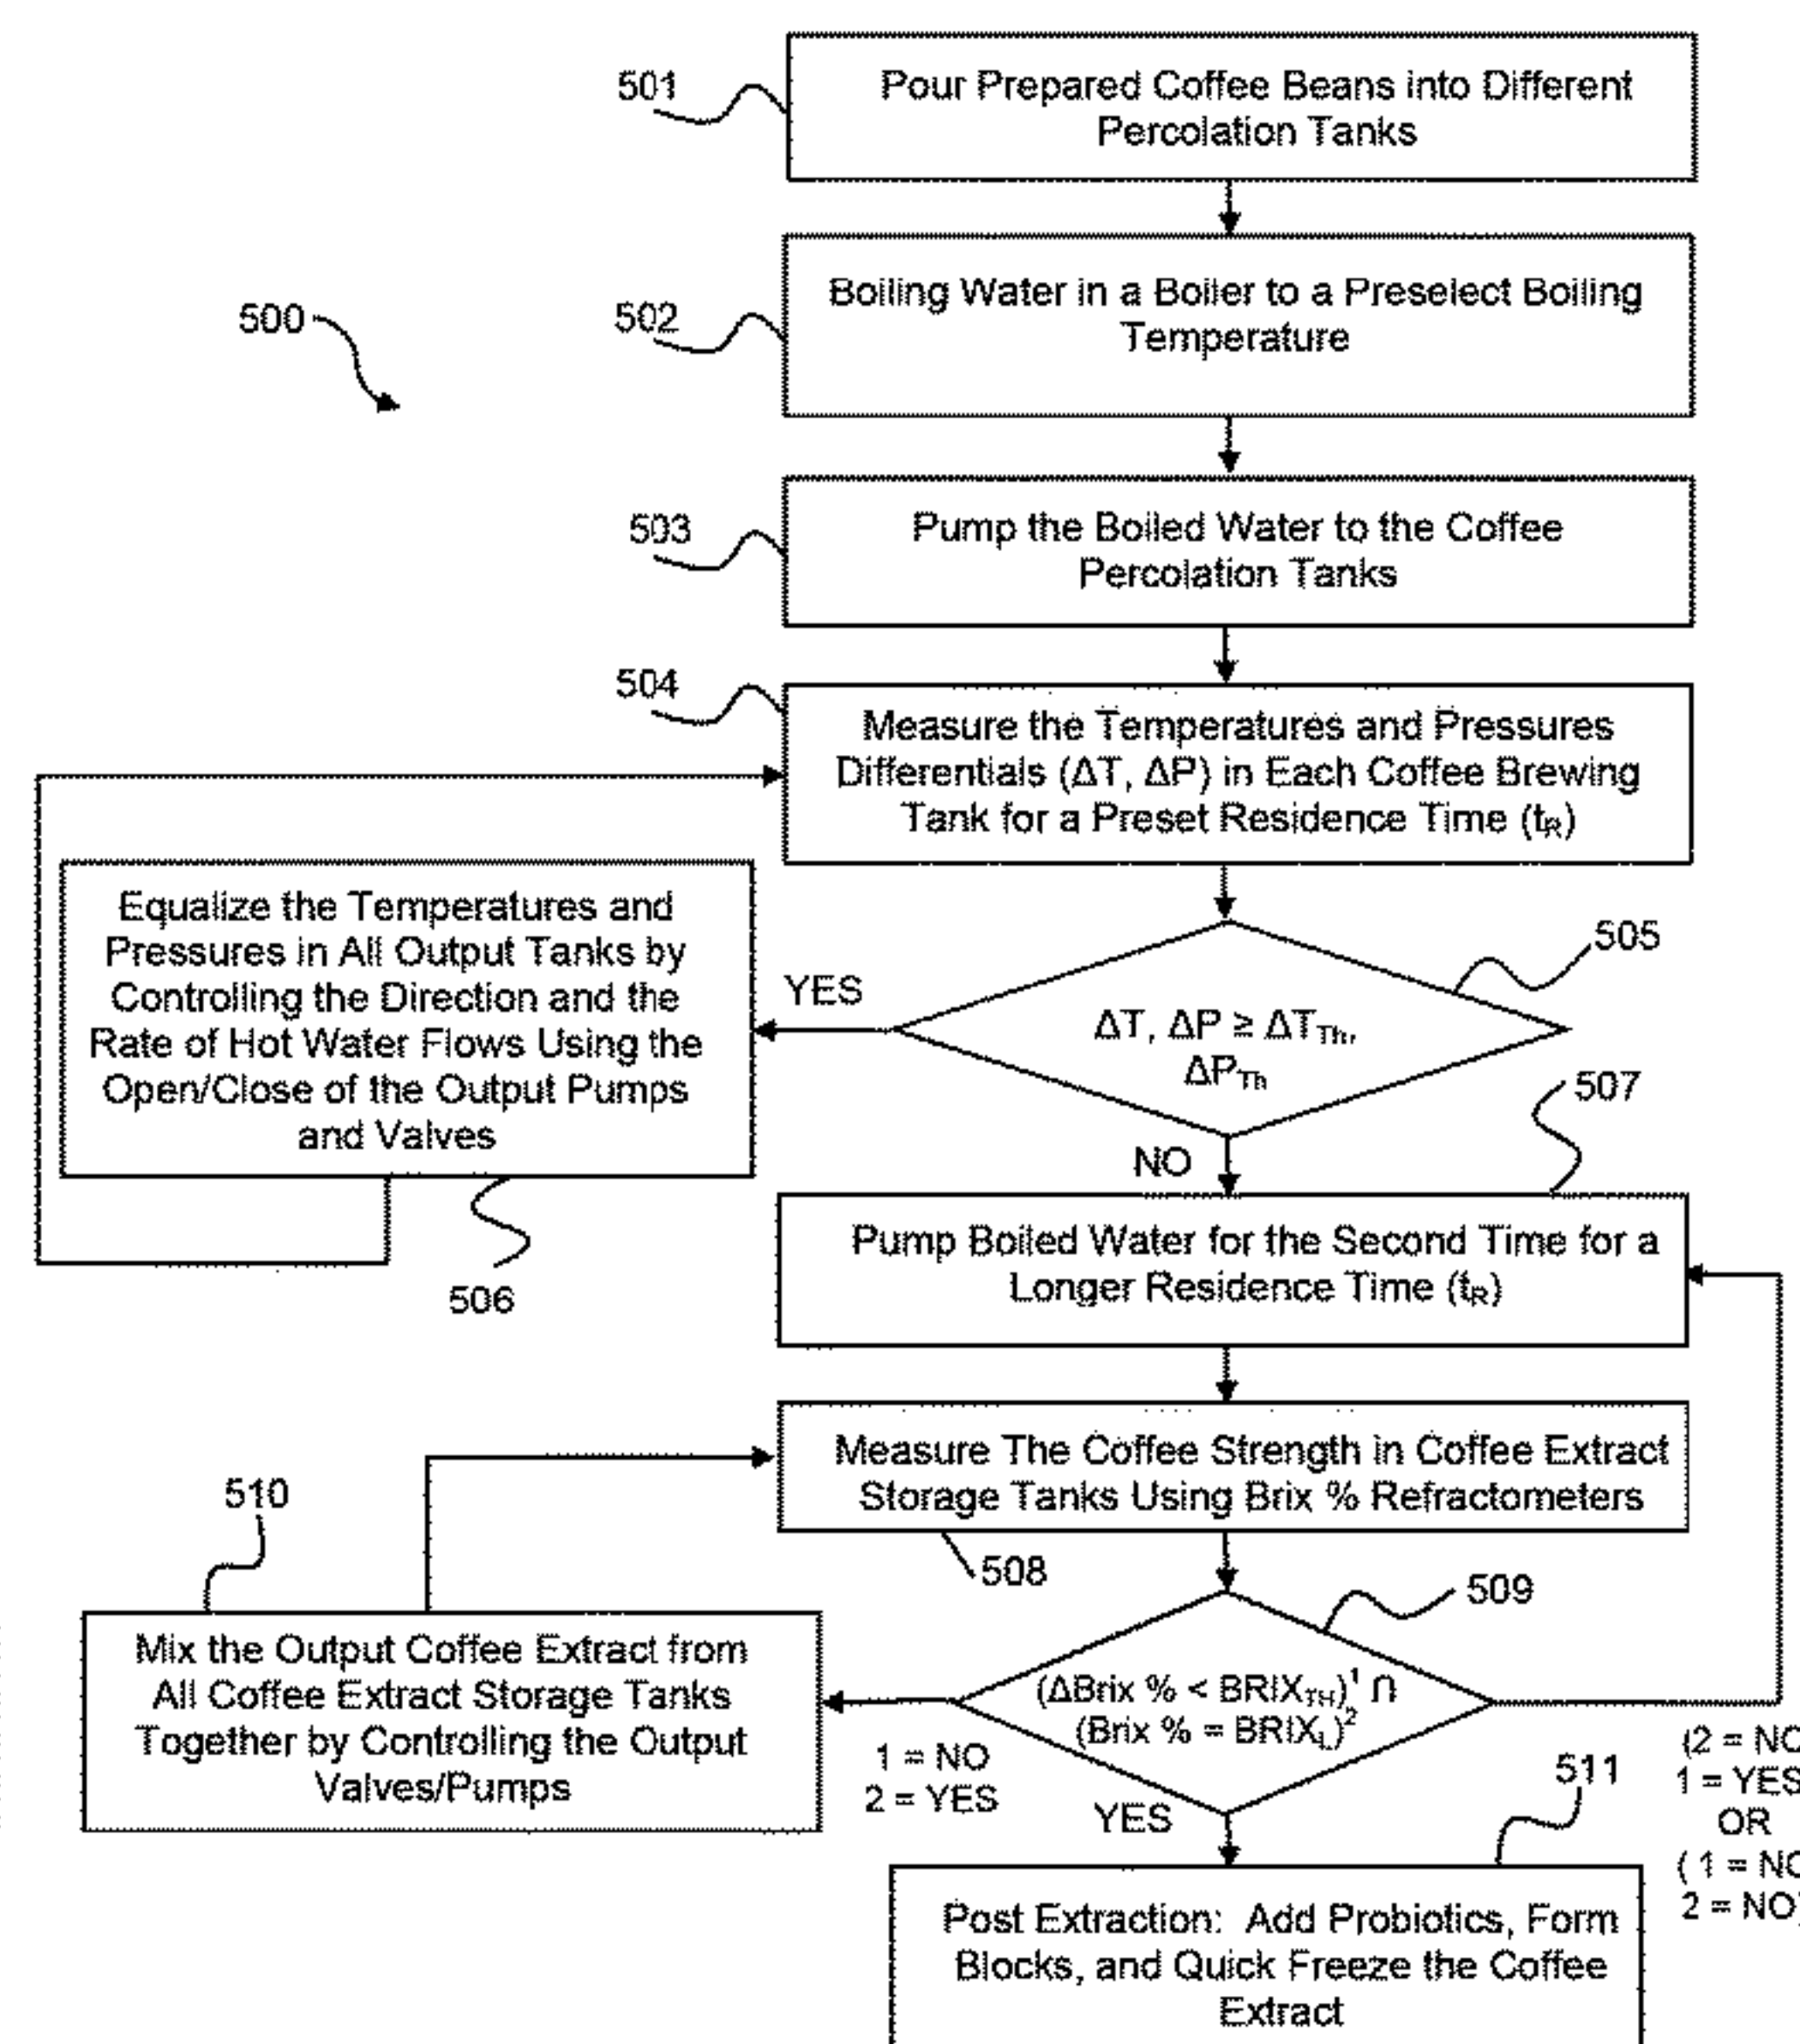 501
Pour Prepared Coffee Beans into Different
Percolation Tanks
500
502
Boiling Water in a Boiler to a Preselect Boiling
Temperature
503
Pump the Boiled Water to the Coffee
Percolation Tanks
504
Measure the Temperatures and Pressures
Differentials (ΔT, ΔP) in Each Coffee Brewing
Tank for a Preset Residence Time (tR)
Equalize the Temperatures and
Pressures in All Output Tanks by
Controlling the Direction and the
Rate of Hot Water Flows Using the
Open/Close of the Output Pumps
and Valves
506
YES
505
ΔT, ΔP ≥ ΔTTh,
ΔPTh
NO
507
Pump Boiled Water for the Second Time for a
Longer Residence Time (tR)
Measure The Coffee Strength in Coffee Extract
Storage Tanks Using Brix % Refractometers
508
509
510
Mix the Output Coffee Extract from
All Coffee Extract Storage Tanks
Together by Controlling the Output
Valves/Pumps
(ΔBrix % < BRIXTH)¹ ∩
(Brix % = BRIXL)²
1 = NO
2 = YES
YES
(2 = NO
1 = YES
OR
( 1 = NO
2 = NO)
511
Post Extraction: Add Probiotics, Form
Blocks, and Quick Freeze the Coffee
Extract